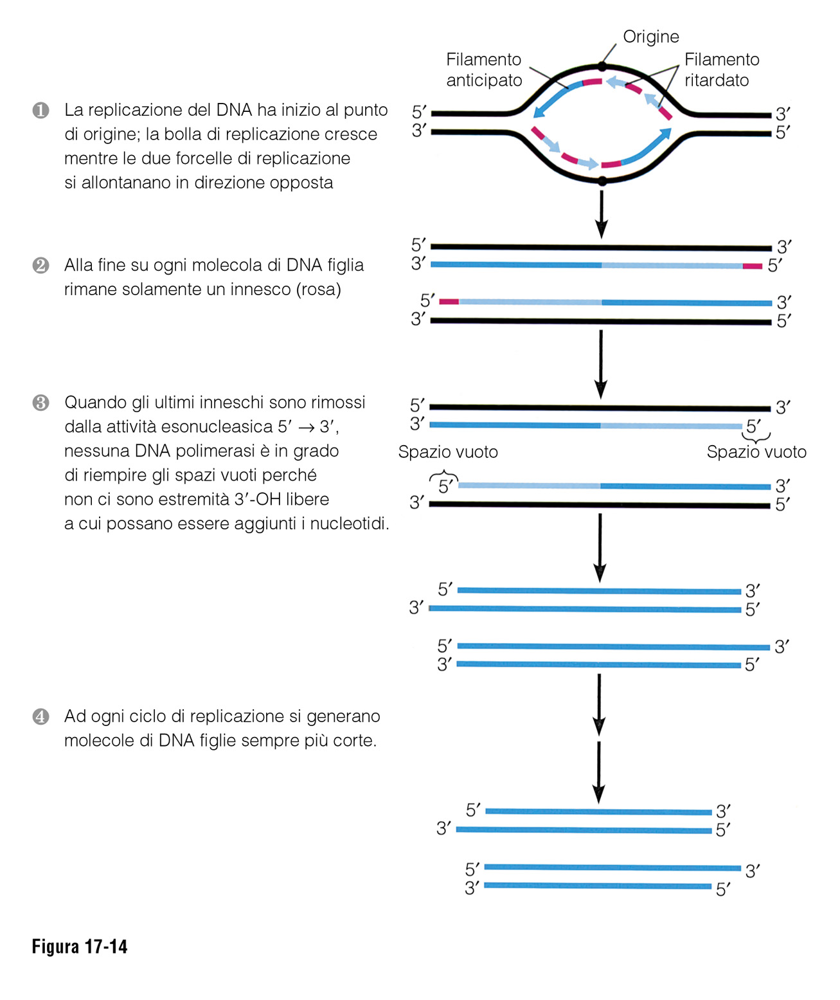 Origine
Filamento
anticipato
Filamento
ritardato
❶ La replicazione del DNA ha inizio al punto
di origine; la bolla di replicazione cresce
mentre le due forcelle di replicazione
si allontanano in direzione opposta
5′ 3′
3′ 5′
❷ Alla fine su ogni molecola di DNA figlia
rimane solamente un innesco (rosa)
5′ 3′
3′ 5′
5′ 3′
3′ 5′
❸ Quando gli ultimi inneschi sono rimossi
dalla attività esonucleasica 5′ → 3′,
nessuna DNA polimerasi è in grado
di riempire gli spazi vuoti perché
non ci sono estremità 3′-OH libere
a cui possano essere aggiunti i nucleotidi.
5′ 3′
3′ 5′
Spazio vuoto Spazio vuoto
5′ 3′
3′ 5′
5′ 3′
3′ 5′
5′ 3′
3′ 5′
❹ Ad ogni ciclo di replicazione si generano
molecole di DNA figlie sempre più corte.
5′ 3′
3′ 5′
5′ 3′
3′ 5′
Figura 17-14